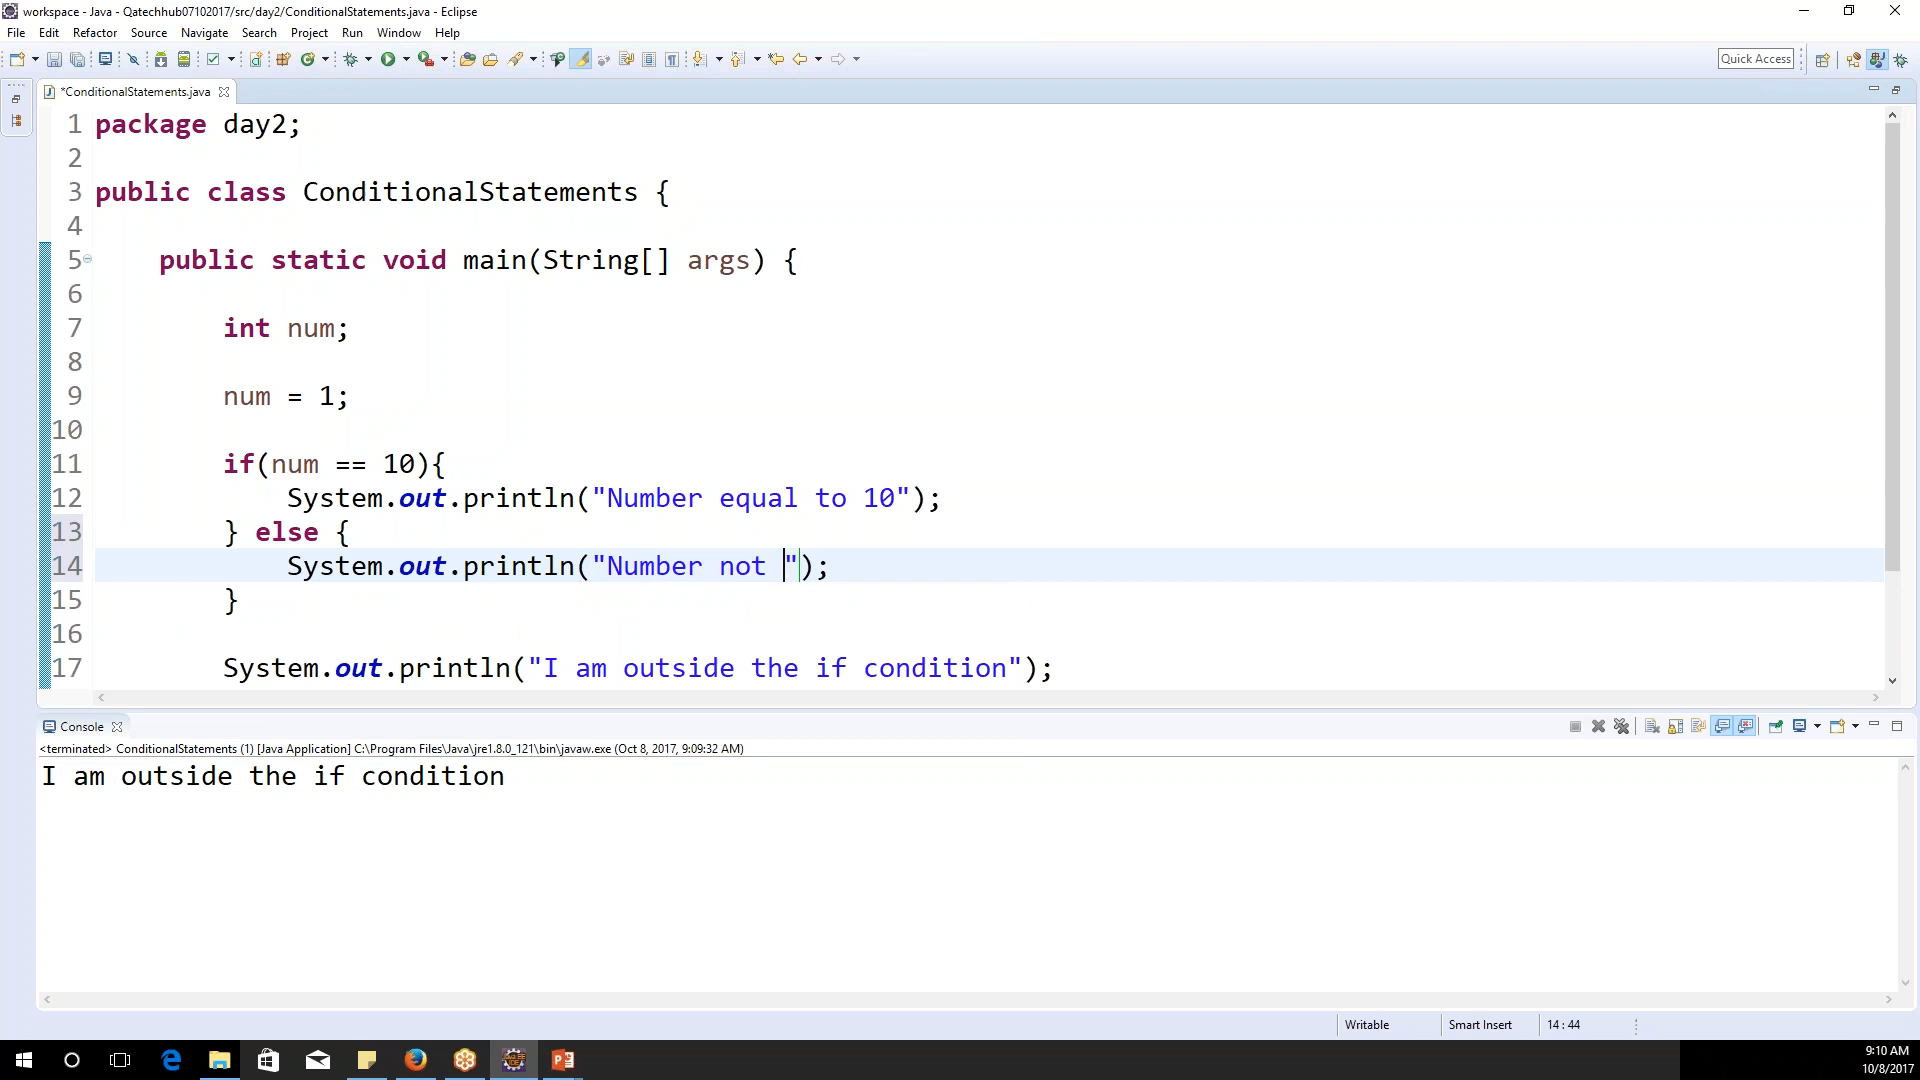 workspace - Java - Qatechhub07102017/src/day2/ConditionalStatements.java - Eclipse
File Edit Refactor Source Navigate Search Project Run Window Help
Quick Access
*ConditionalStatements.java
1 package day2;
2
3 public class ConditionalStatements {
4
5 public static void main(String[] args) {
6
7 int num;
8
9 num = 1;
10
11 if(num == 10){
12 System.out.println("Number equal to 10");
13 } else {
14 System.out.println("Number not ");
15 }
16
17 System.out.println("I am outside the if condition");
Console
<terminated> ConditionalStatements (1) [Java Application] C:\Program Files\Java\jre1.8.0_121\bin\javaw.exe (Oct 8, 2017, 9:09:32 AM)
I am outside the if condition
Writable Smart Insert 14 : 44
9:10 AM
10/8/2017